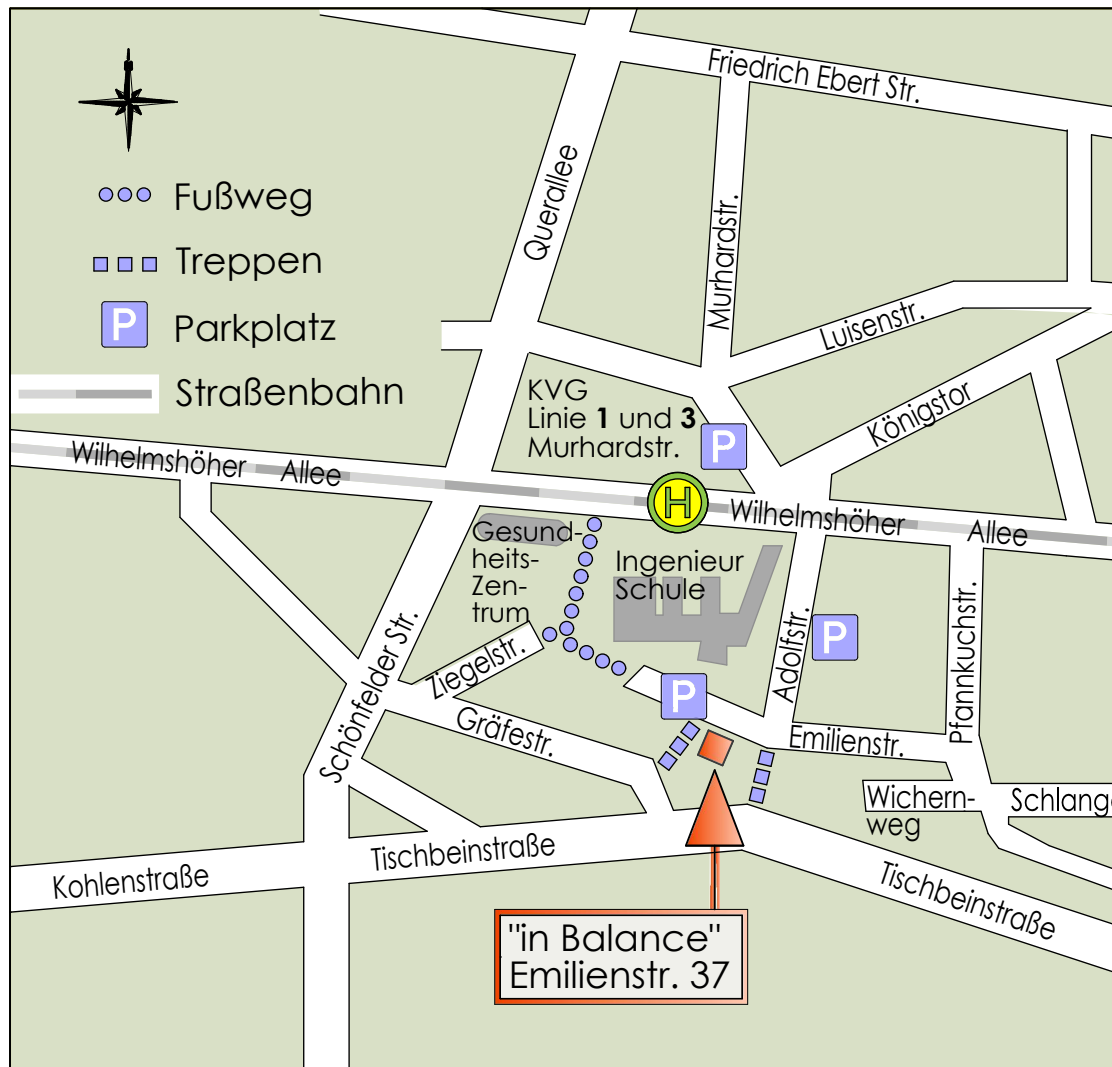 Friedrich Ebert Str.
Fußweg
Treppen
P Parkplatz
Straßenbahn
Querallee
Murhardstr.
Luisenstr.
Königstor
KVG
Linie 1 und 3
Murhardstr.
P
Wilhelmshöher Allee
H
Wilhelmshöher Allee
Gesund-
heits-
Zen-
trum
Ingenieur
Schule
Adolfstr.
P
Pfannkuchstr.
Schönfelder Str.
Ziegelstr.
P
Gräfestr.
Emilienstr.
Wichern-
weg
Schlange
Tischbeinstraße
Kohlenstraße
Tischbeinstraße
"in Balance"
Emilienstr. 37